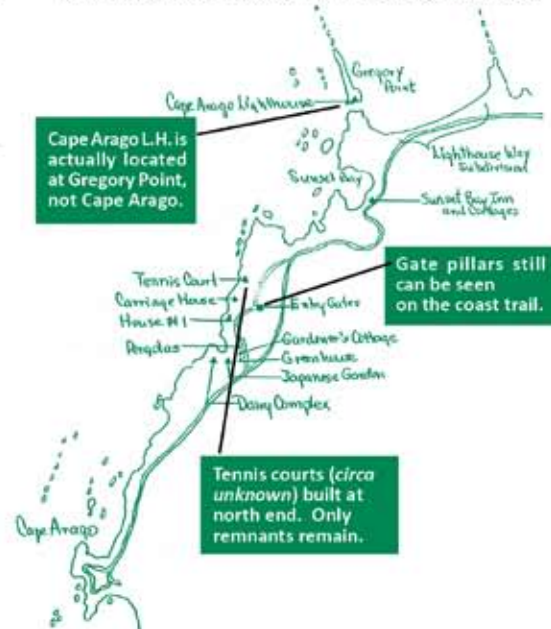 Gregory
Point
Cape Arago Lighthouse
Cape Arago L.H. is
actually located
at Gregory Point,
not Cape Arago.
Lighthouse Way
Subdivision
Sunset Bay
Sunset Bay Inn
and Cottages
Gate pillars still
can be seen
on the coast trail.
Tennis Court
Carriage House
House #1
Entry Gates
Pergolas
Gardener's Cottage
Greenhouse
Japanese Garden
Dairy Complex
Tennis courts (circa
unknown) built at
north end. Only
remnants remain.
Cape Arago